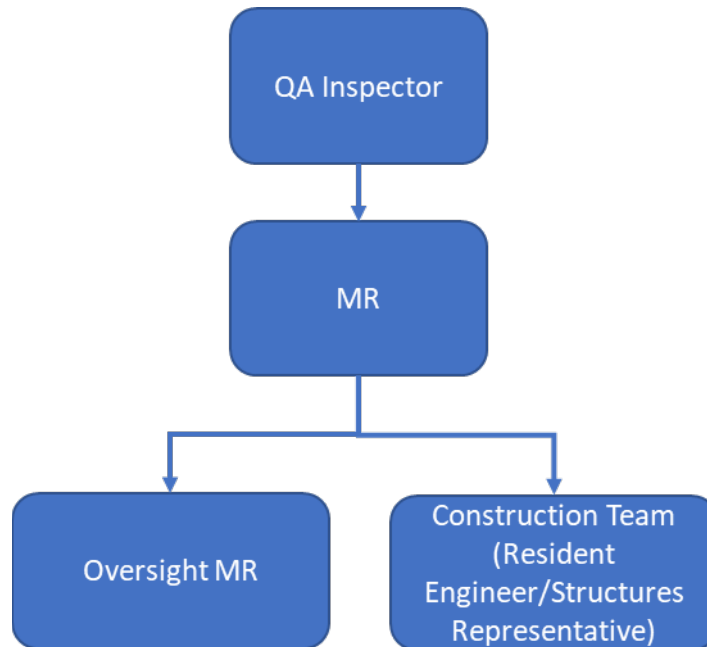 QA Inspector
MR
Oversight MR
Construction Team
(Resident
Engineer/Structures
Representative)